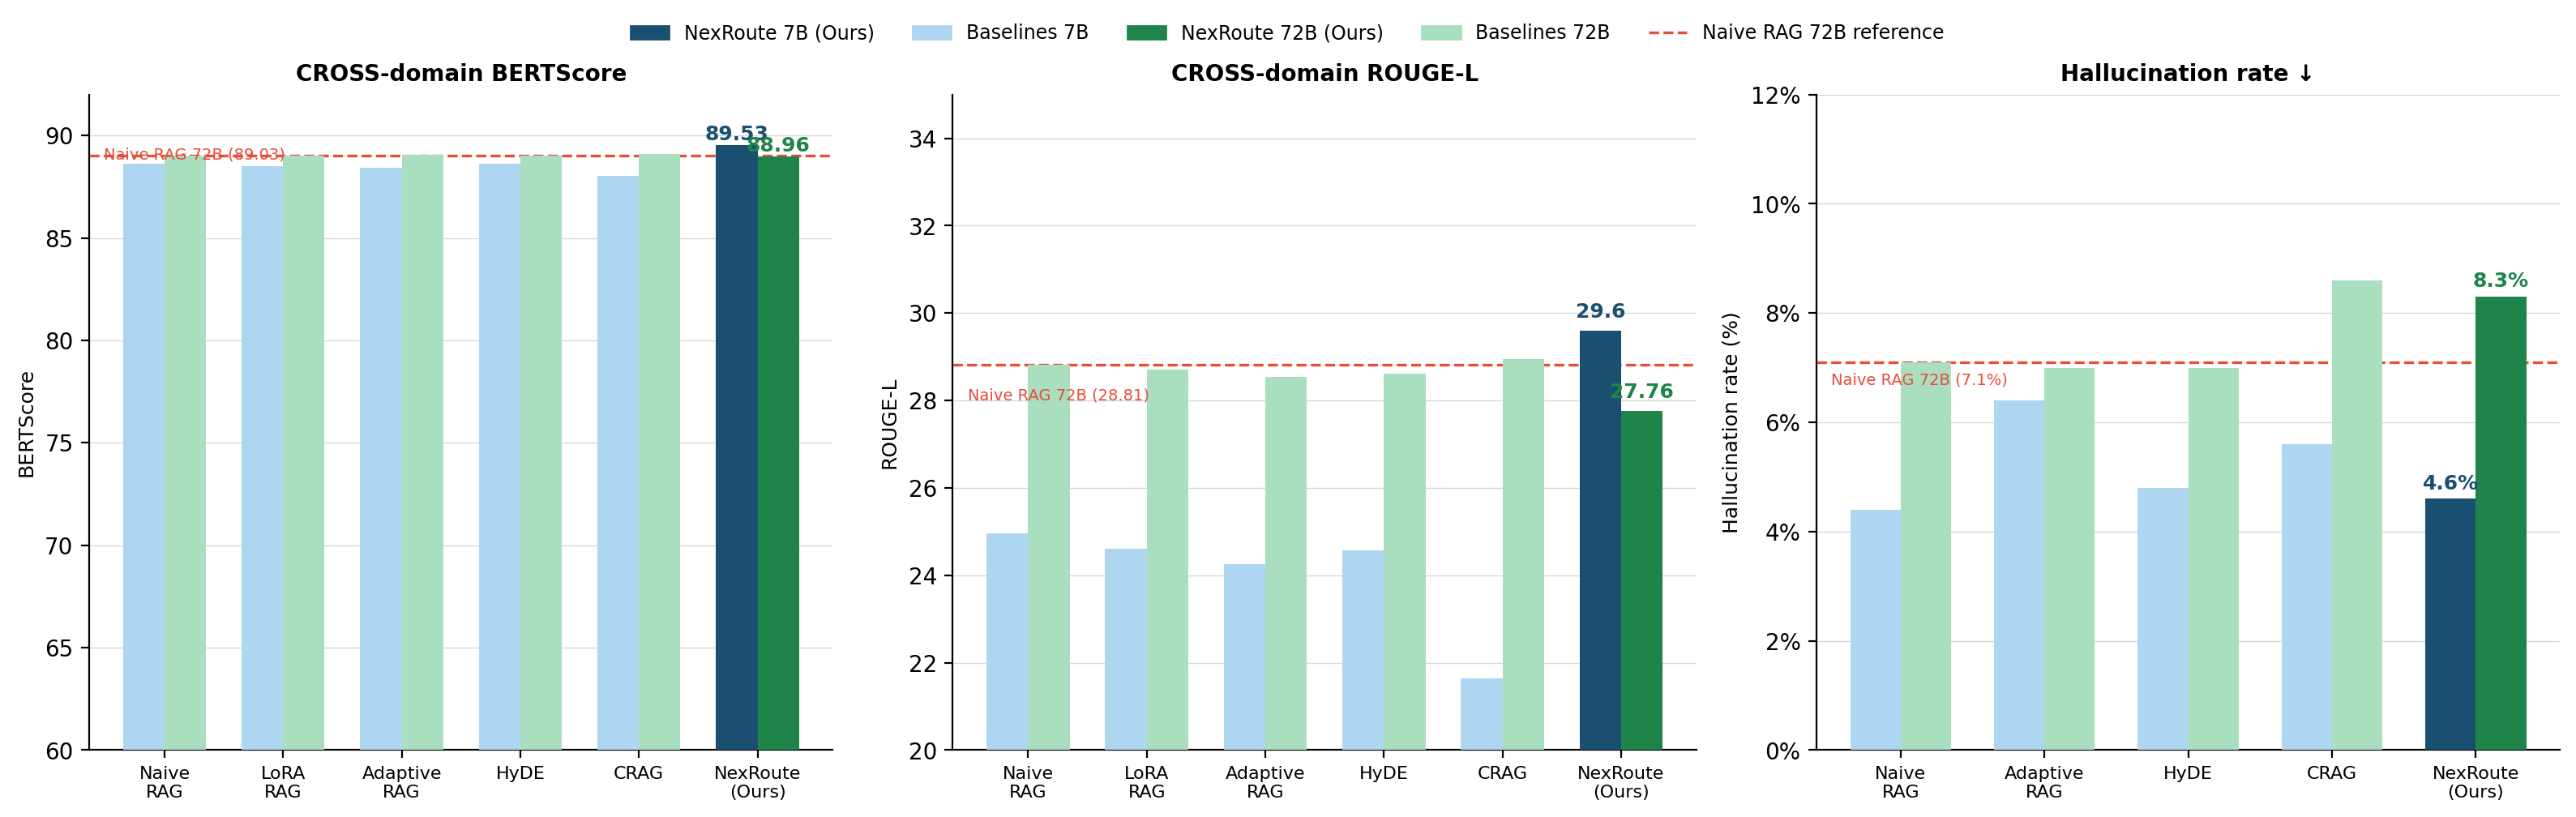 NexRoute 7B (Ours) Baselines 7B NexRoute 72B (Ours) Baselines 72B Naive RAG 72B reference
CROSS-domain BERTScore
90
85
80
75
70
65
60
BERTScore
Naive RAG 72B (89.03)
89.53
88.96
Naive
RAG
LoRA
RAG
Adaptive
RAG
HyDE
CRAG
NexRoute
(Ours)
CROSS-domain ROUGE-L
34
32
30
28
26
24
22
20
ROUGE-L
Naive RAG 72B (28.81)
29.6
27.76
Naive
RAG
LoRA
RAG
Adaptive
RAG
HyDE
CRAG
NexRoute
(Ours)
Hallucination rate ↓
12%
10%
8%
6%
4%
2%
0%
Hallucination rate (%)
Naive RAG 72B (7.1%)
4.6%
8.3%
Naive
RAG
Adaptive
RAG
HyDE
CRAG
NexRoute
(Ours)